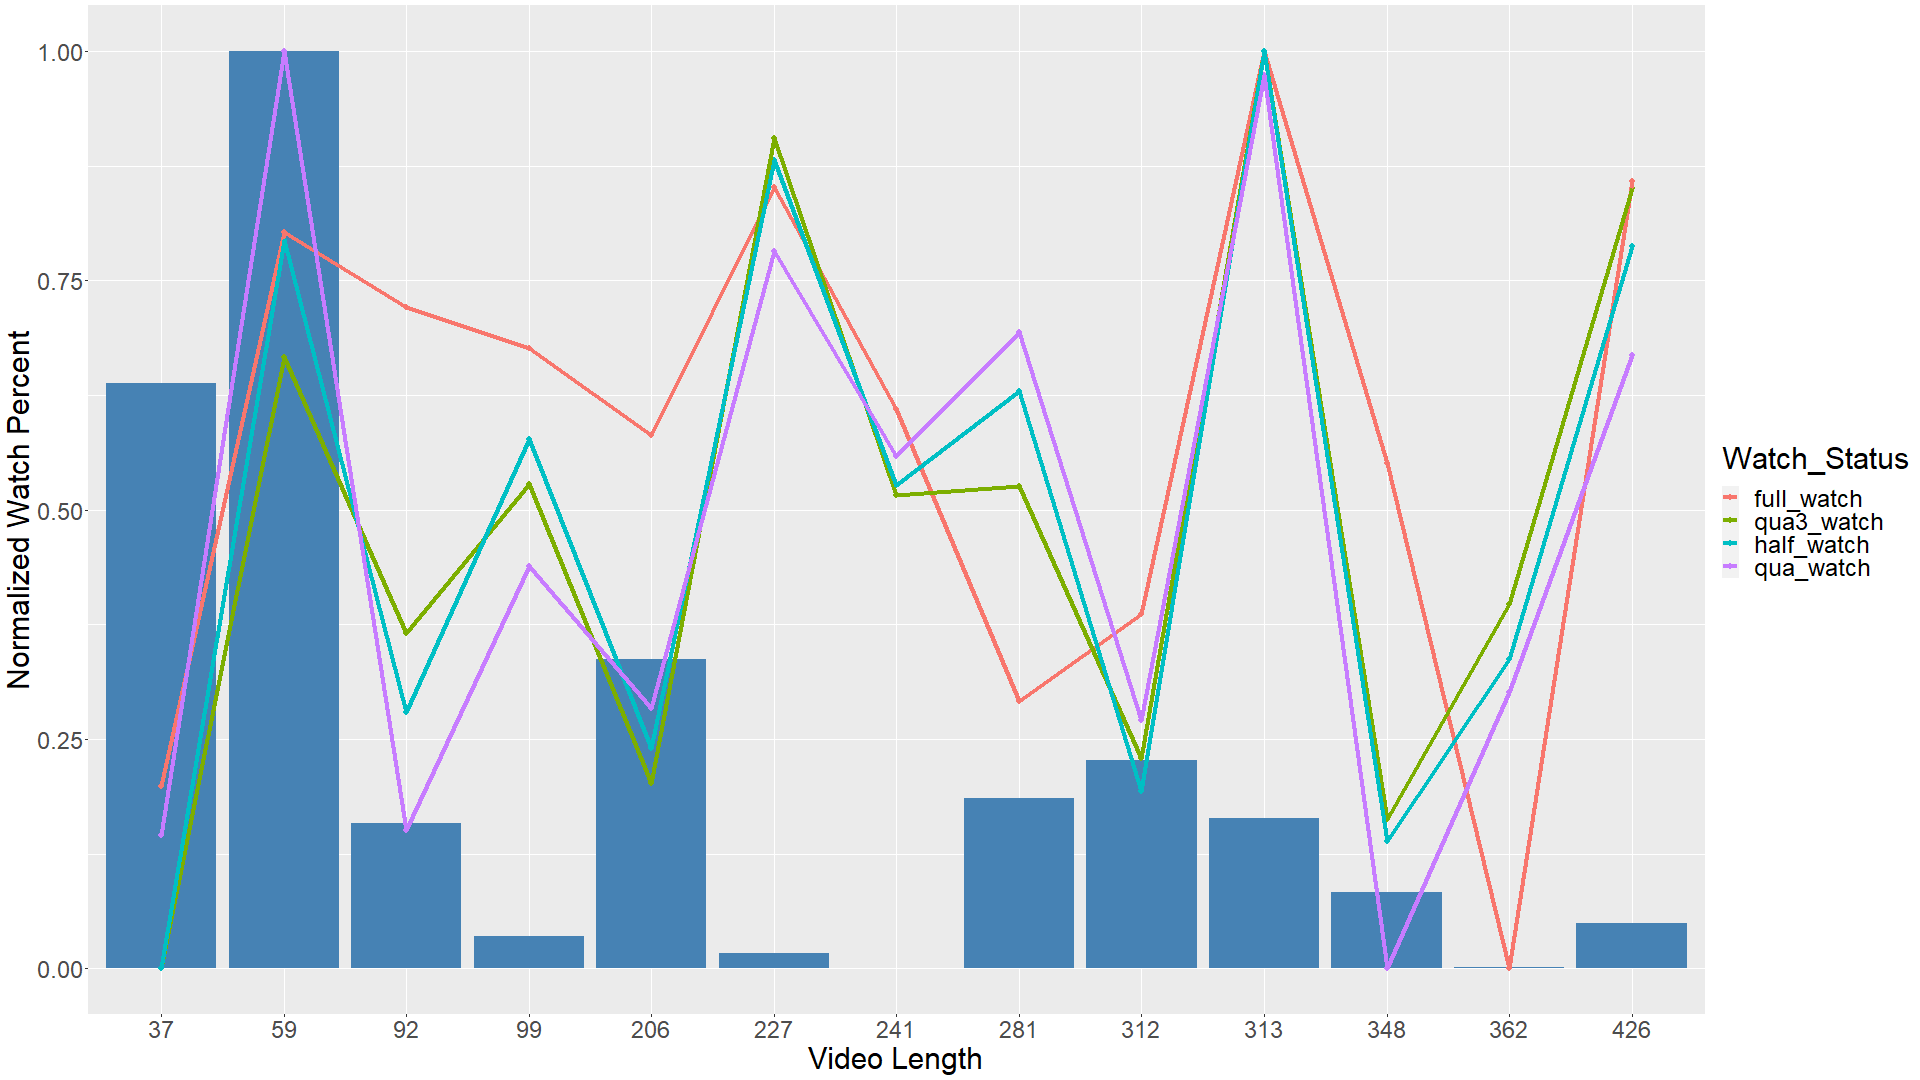 1.00
0.75
0.50
0.25
0.00
Normalized Watch Percent
37 59 92 99 206 227 241 281 312 313 348 362 426
Video Length
Watch_Status
full_watch
qua3_watch
half_watch
qua_watch